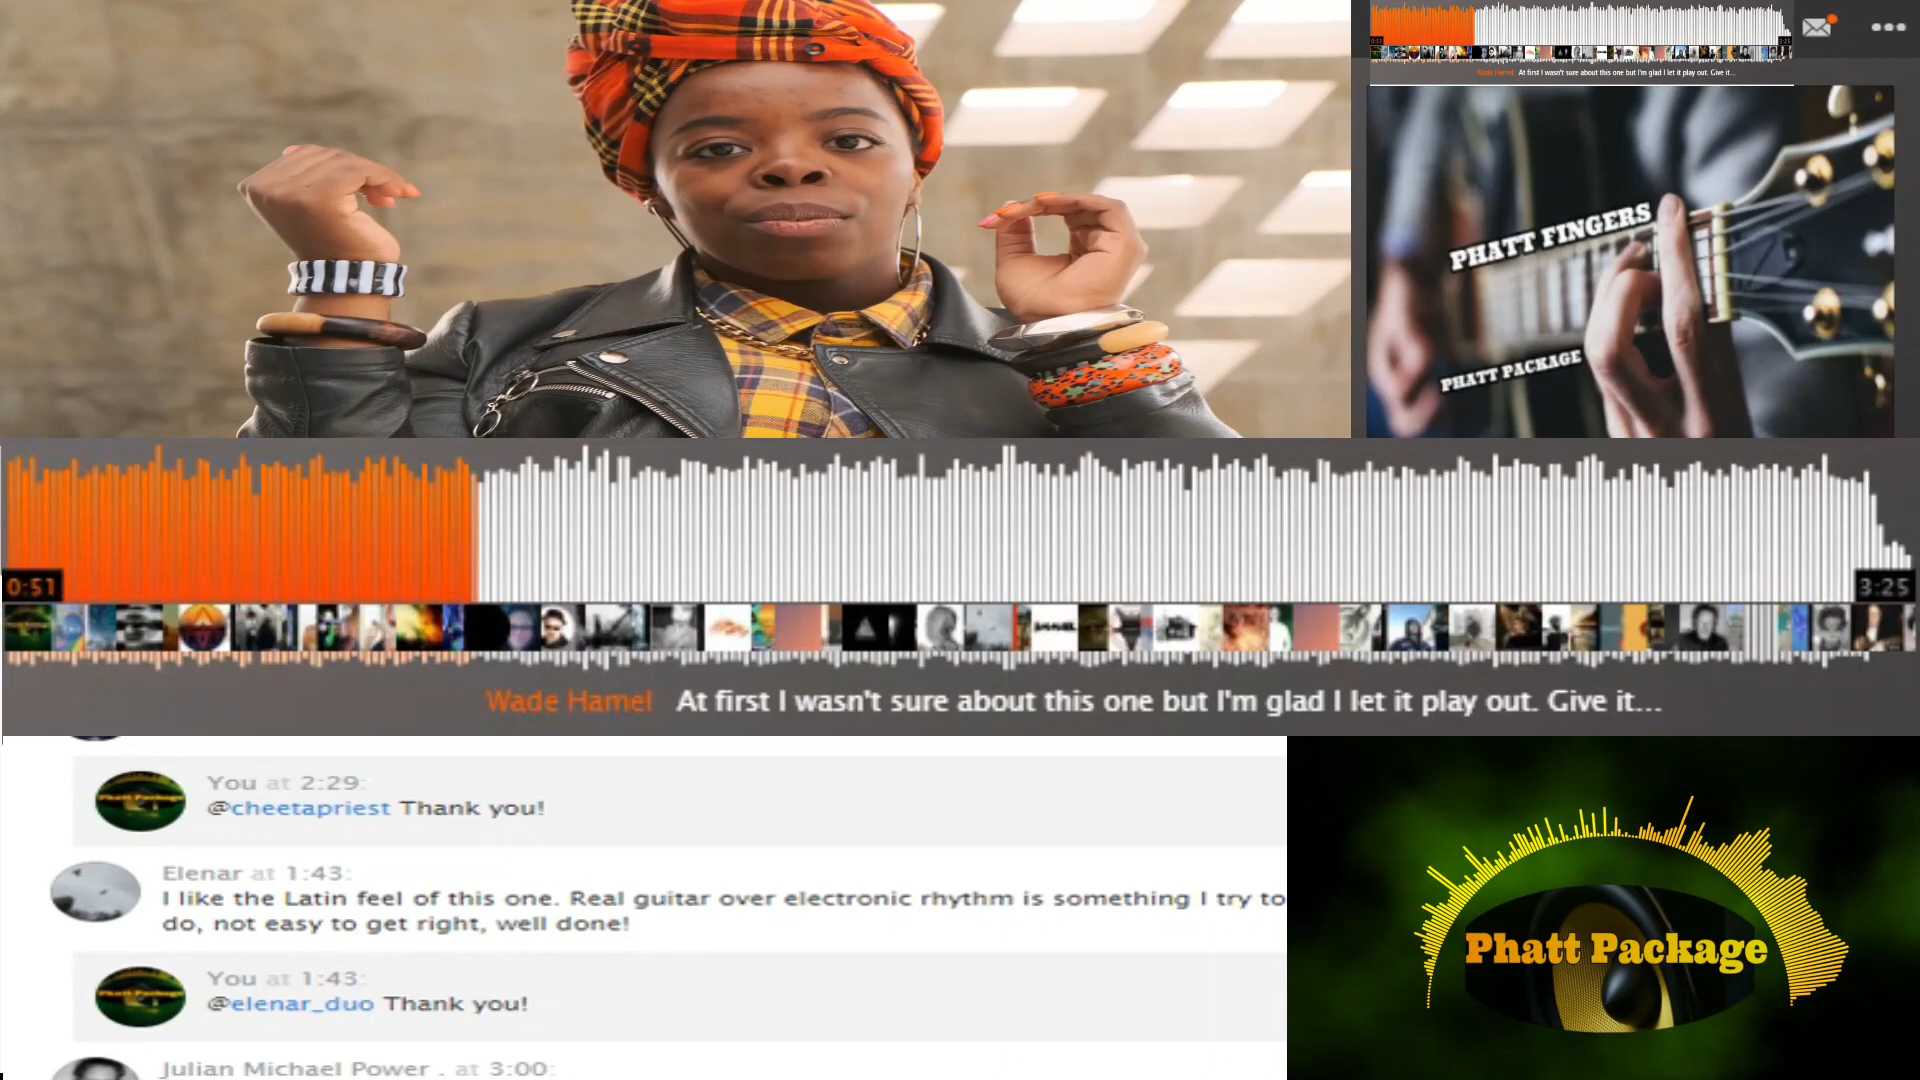 Wade Hamel At first I wasn't sure about this one but I'm glad I let it play out. Give it...
PHATT FINGERS
PHATT PACKAGE
0:51
3:25
Wade Hamel At first I wasn't sure about this one but I'm glad I let it play out. Give it...
You at 2:29:
@cheetapriest Thank you!
Elenar at 1:43:
I like the Latin feel of this one. Real guitar over electronic rhythm is something I try to
do, not easy to get right, well done!
You at 1:43:
@elenar_duo Thank you!
Julian Michael Power . at 3:00:
Phatt Package